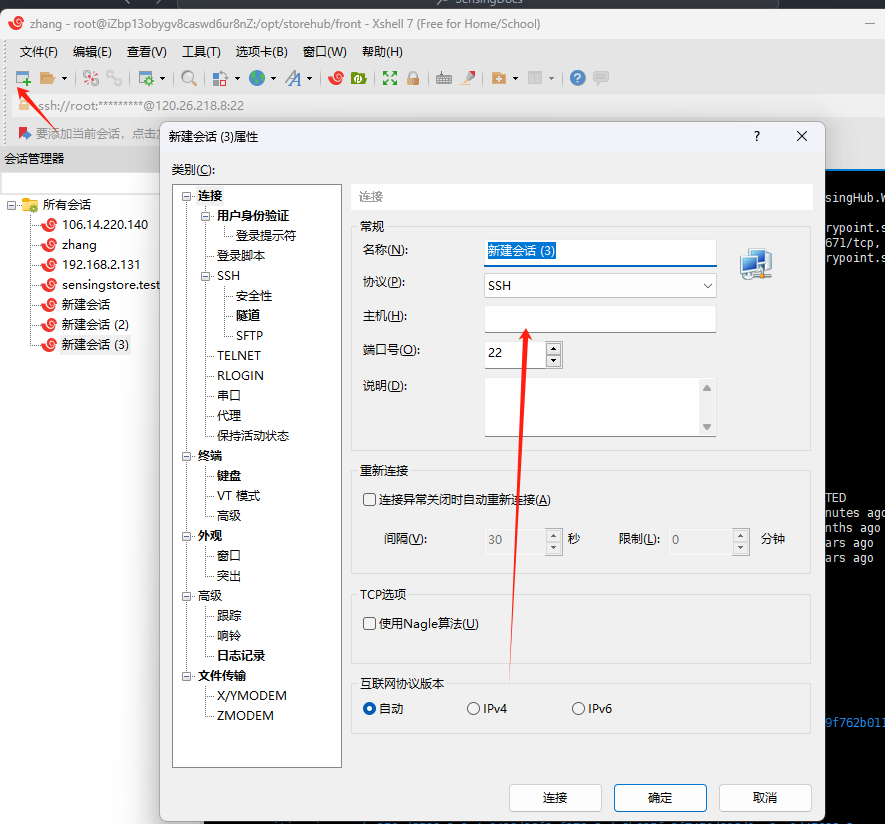 SensingDocs
zhang - root@iZbp13obygv8caswd6ur8nZ:/opt/storehub/front - Xshell 7 (Free for Home/School)
文件(F) 编辑(E) 查看(V) 工具(T) 选项卡(B) 窗口(W) 帮助(H)
ssh://root:*********@120.26.218.8:22
要添加当前会话，点击左
会话管理器
所有会话
106.14.220.140
zhang
192.168.2.131
sensingstore.test
新建会话
新建会话 (2)
新建会话 (3)
新建会话 (3)属性
? ×
类别(C):
连接
用户身份验证
登录提示符
登录脚本
SSH
安全性
隧道
SFTP
TELNET
RLOGIN
串口
代理
保持活动状态
终端
键盘
VT 模式
高级
外观
窗口
突出
高级
跟踪
响铃
日志记录
文件传输
X/YMODEM
ZMODEM
连接
常规
名称(N): 新建会话 (3)
协议(P): SSH
主机(H):
端口号(O): 22
说明(D):
重新连接
连接异常关闭时自动重新连接(A)
间隔(V): 30 秒 限制(L): 0 分钟
TCP选项
使用Nagle算法(U)
互联网协议版本
自动 IPv4 IPv6
连接 确定 取消
singHub.W
rypoint.s
671/tcp,
rypoint.s
TED
nutes ago
nths ago
ars ago
ars ago
9f762b011